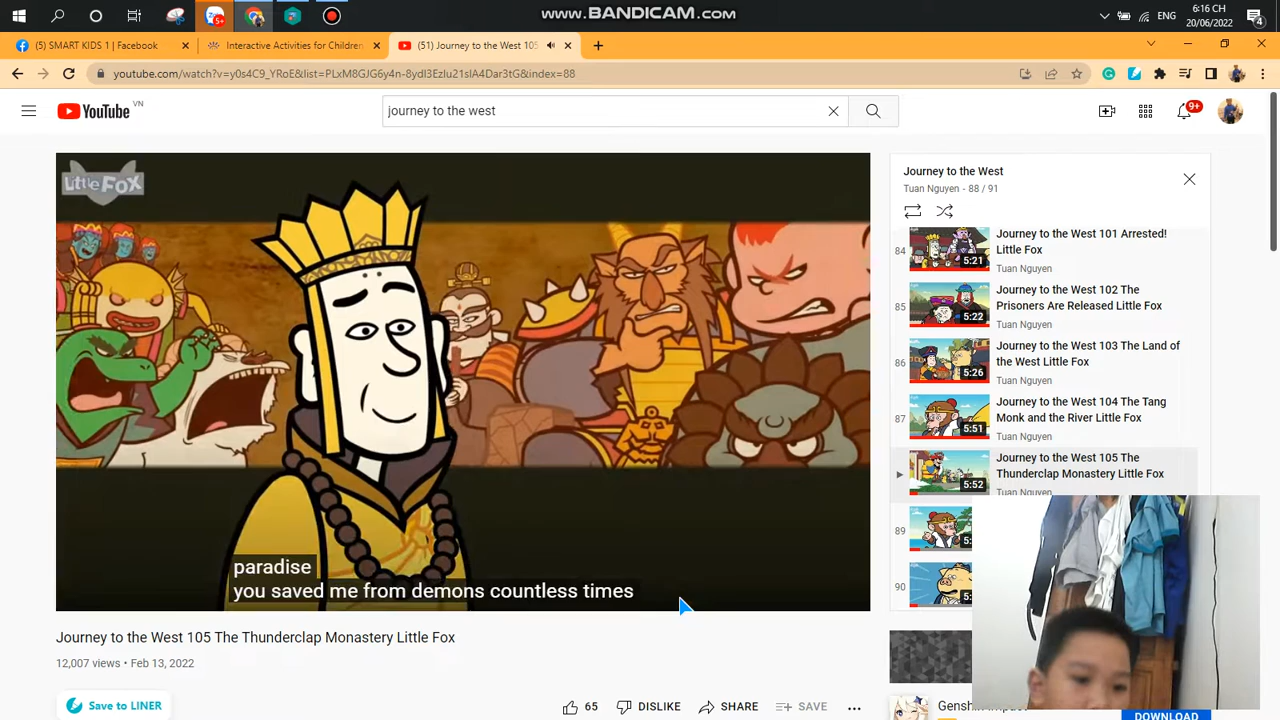 www.BANDICAM.com
5+
ENG
6:16 CH
20/06/2022
4
(5) SMART KIDS 1 | Facebook
Interactive Activities for Children
(51) Journey to the West 105
youtube.com/watch?v=y0s4C9_YRoE&list=PLxM8GJG6y4n-8ydI3EzIu21sIA4Dar3tG&index=88
YouTube VN
journey to the west
9+
Little Fox
paradise
you saved me from demons countless times
Journey to the West 105 The Thunderclap Monastery Little Fox
12,007 views • Feb 13, 2022
Save to LINER
65
DISLIKE
SHARE
SAVE
Journey to the West
Tuan Nguyen - 88 / 91
84
5:21
Journey to the West 101 Arrested!
Little Fox
Tuan Nguyen
85
5:22
Journey to the West 102 The
Prisoners Are Released Little Fox
Tuan Nguyen
86
5:26
Journey to the West 103 The Land of
the West Little Fox
Tuan Nguyen
87
5:51
Journey to the West 104 The Tang
Monk and the River Little Fox
Tuan Nguyen
5:52
Journey to the West 105 The
Thunderclap Monastery Little Fox
Tuan Nguyen
89
90
Genshin Impact
DOWNLOAD